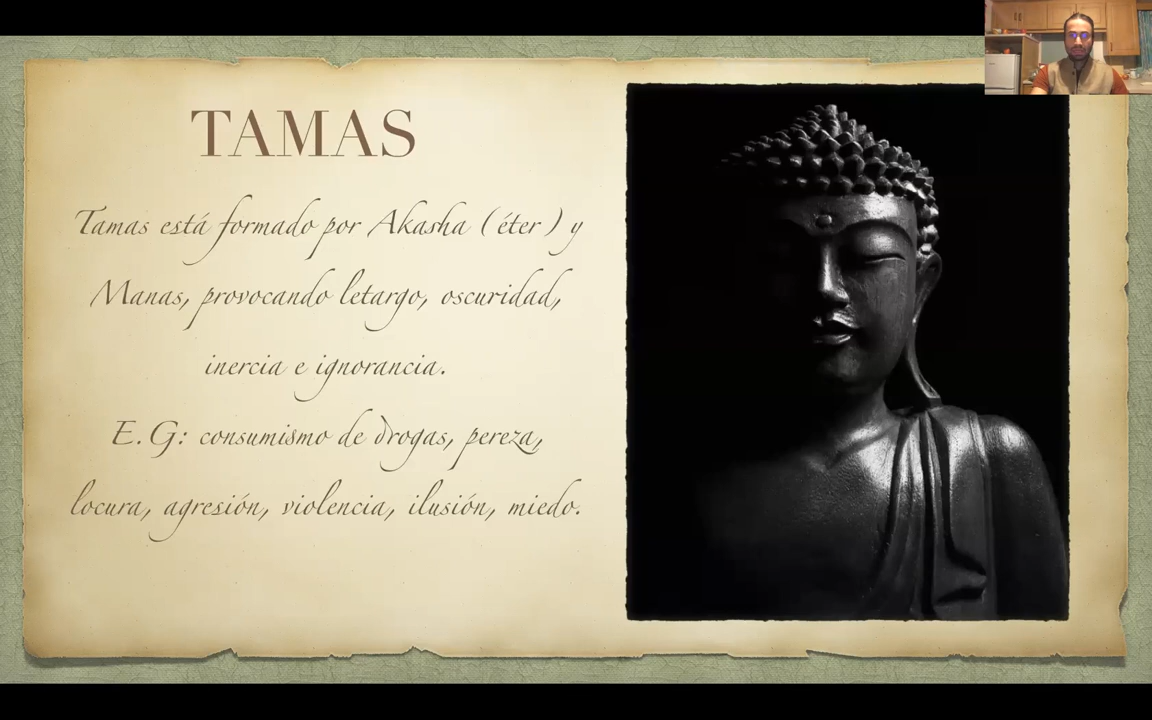 TAMAS
Tamas está formado por Akasha (éter) y
Manas, provocando letargo, oscuridad,
inercia e ignorancia.
E.G: consumismo de drogas, pereza,
locura, agresión, violencia, ilusión, miedo.